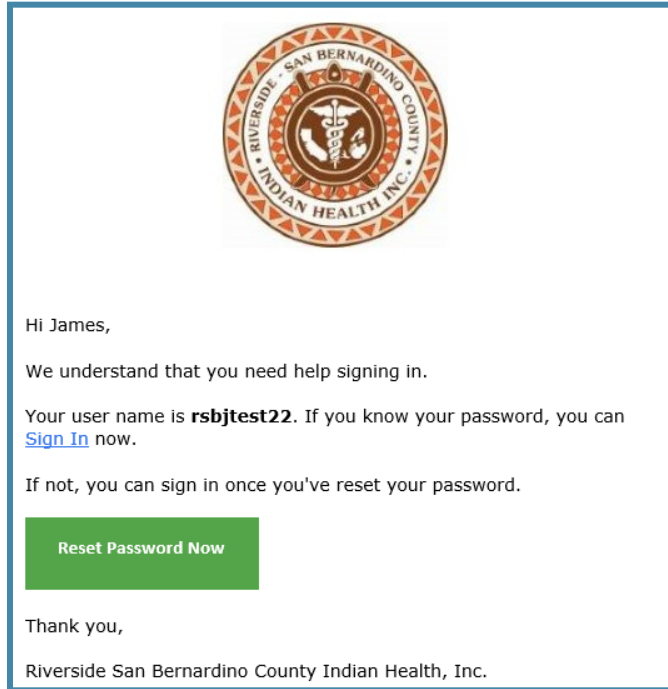 RIVERSIDE - SAN BERNARDINO COUNTY
• INDIAN HEALTH INC. •
Hi James,
We understand that you need help signing in.
Your user name is rsbjtest22. If you know your password, you can
Sign In now.
If not, you can sign in once you've reset your password.
Reset Password Now
Thank you,
Riverside San Bernardino County Indian Health, Inc.